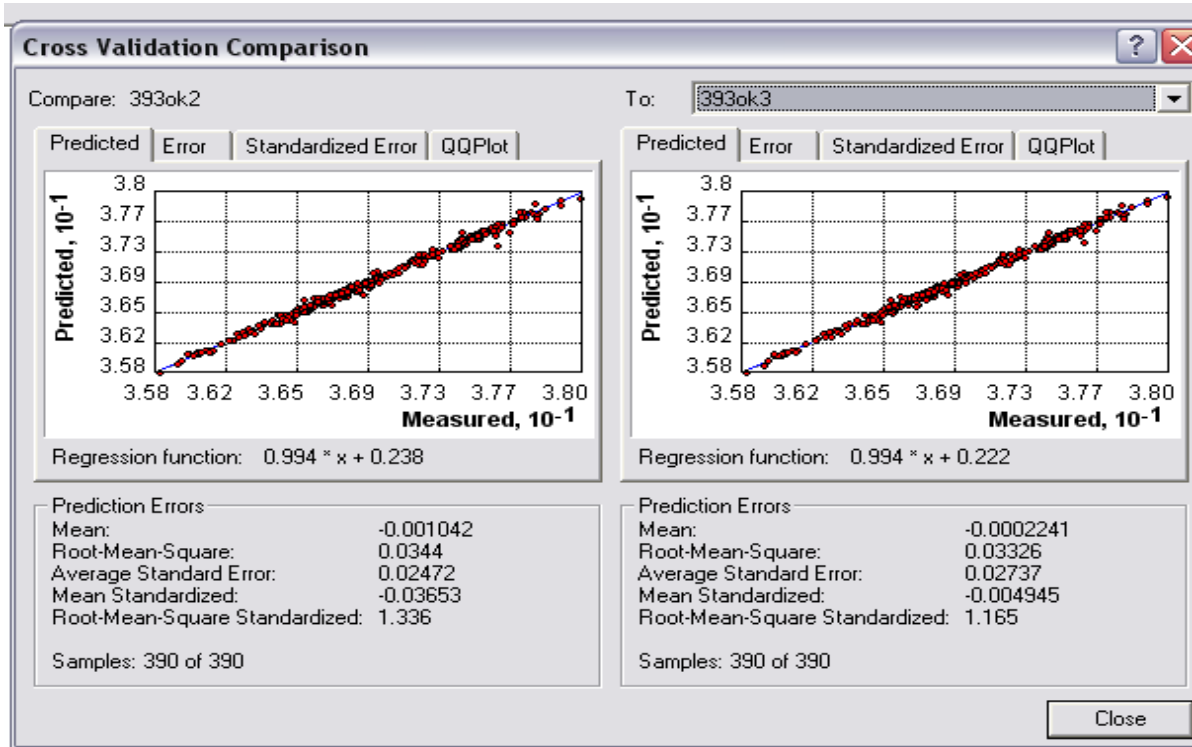 Cross Validation Comparison
Compare: 393ok2
To: 393ok3
Predicted Error Standardized Error QQPlot
Predicted, 10-1
3.8
3.77
3.73
3.69
3.65
3.62
3.58
3.58 3.62 3.65 3.69 3.73 3.77 3.80
Measured, 10-1
Regression function: 0.994 * x + 0.238
Prediction Errors
Mean: -0.001042
Root-Mean-Square: 0.0344
Average Standard Error: 0.02472
Mean Standardized: -0.03653
Root-Mean-Square Standardized: 1.336
Samples: 390 of 390
Predicted Error Standardized Error QQPlot
Predicted, 10-1
3.8
3.77
3.73
3.69
3.65
3.62
3.58
3.58 3.62 3.65 3.69 3.73 3.77 3.80
Measured, 10-1
Regression function: 0.994 * x + 0.222
Prediction Errors
Mean: -0.0002241
Root-Mean-Square: 0.03326
Average Standard Error: 0.02737
Mean Standardized: -0.004945
Root-Mean-Square Standardized: 1.165
Samples: 390 of 390
Close